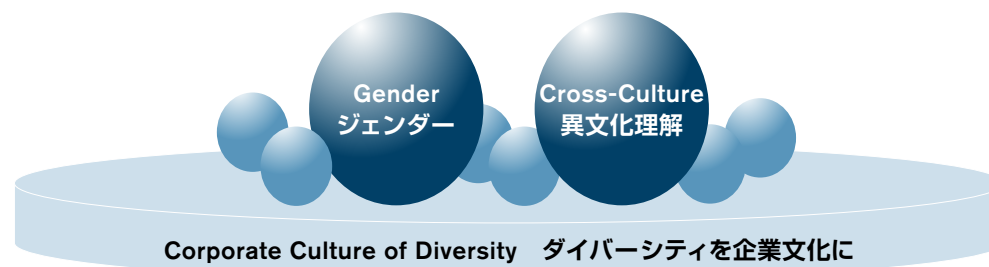 Gender
ジェンダー
Cross-Culture
異文化理解
Corporate Culture of Diversity　ダイバーシティを企業文化に